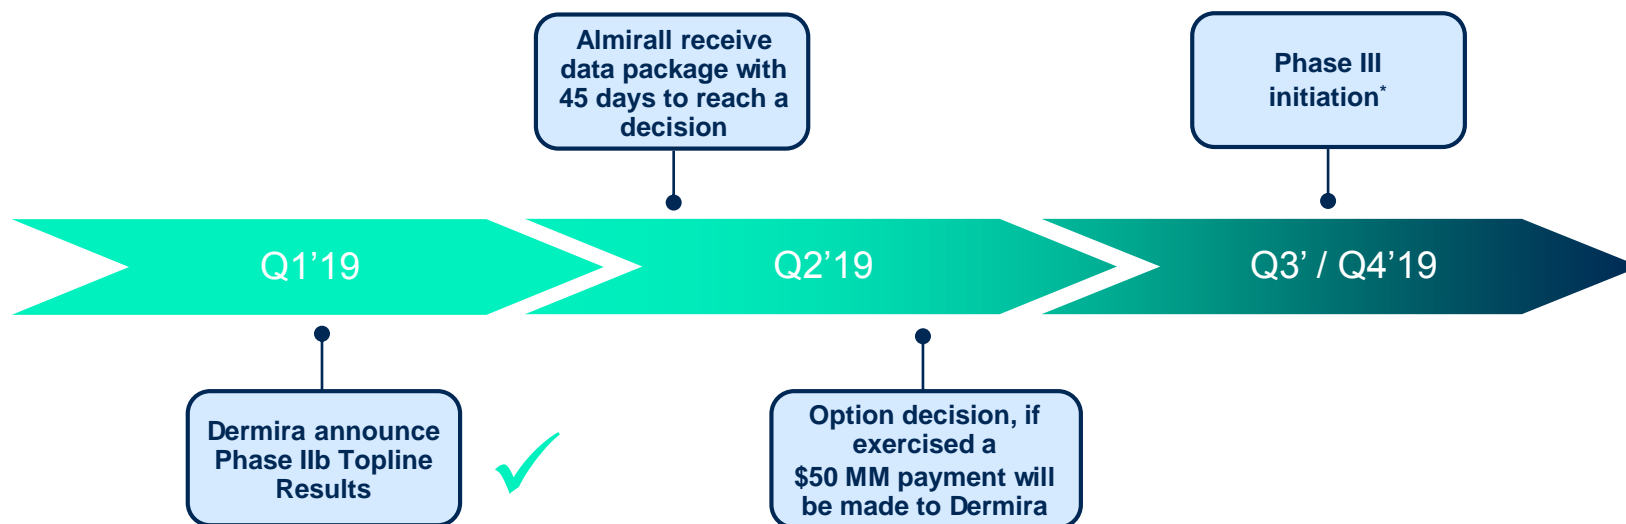 Almirall receive
data package with
45 days to reach a
decision
Phase III
initiation*
Q1’19
Q2’19
Q3’ / Q4’19
Dermira announce
Phase IIb Topline
Results
Option decision, if
exercised a
$50 MM payment will
be made to Dermira